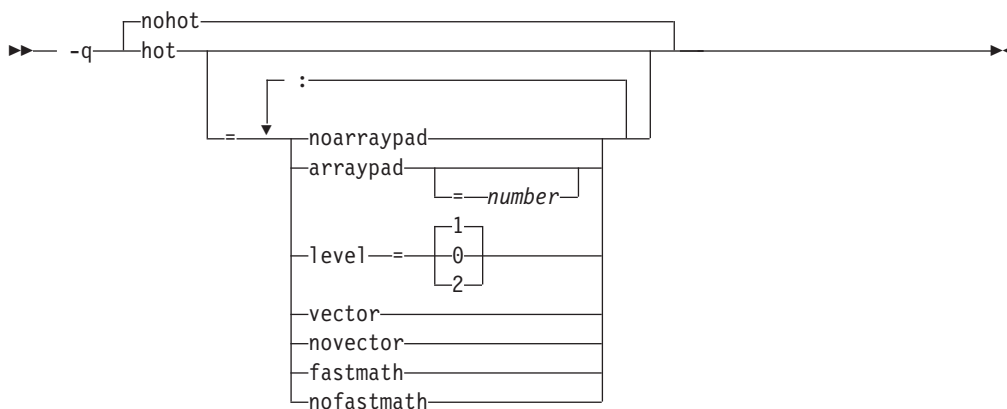 nohot
-q hot
:
= noarraypad
arraypad
= number
1
level = 0
2
vector
novector
fastmath
nofastmath